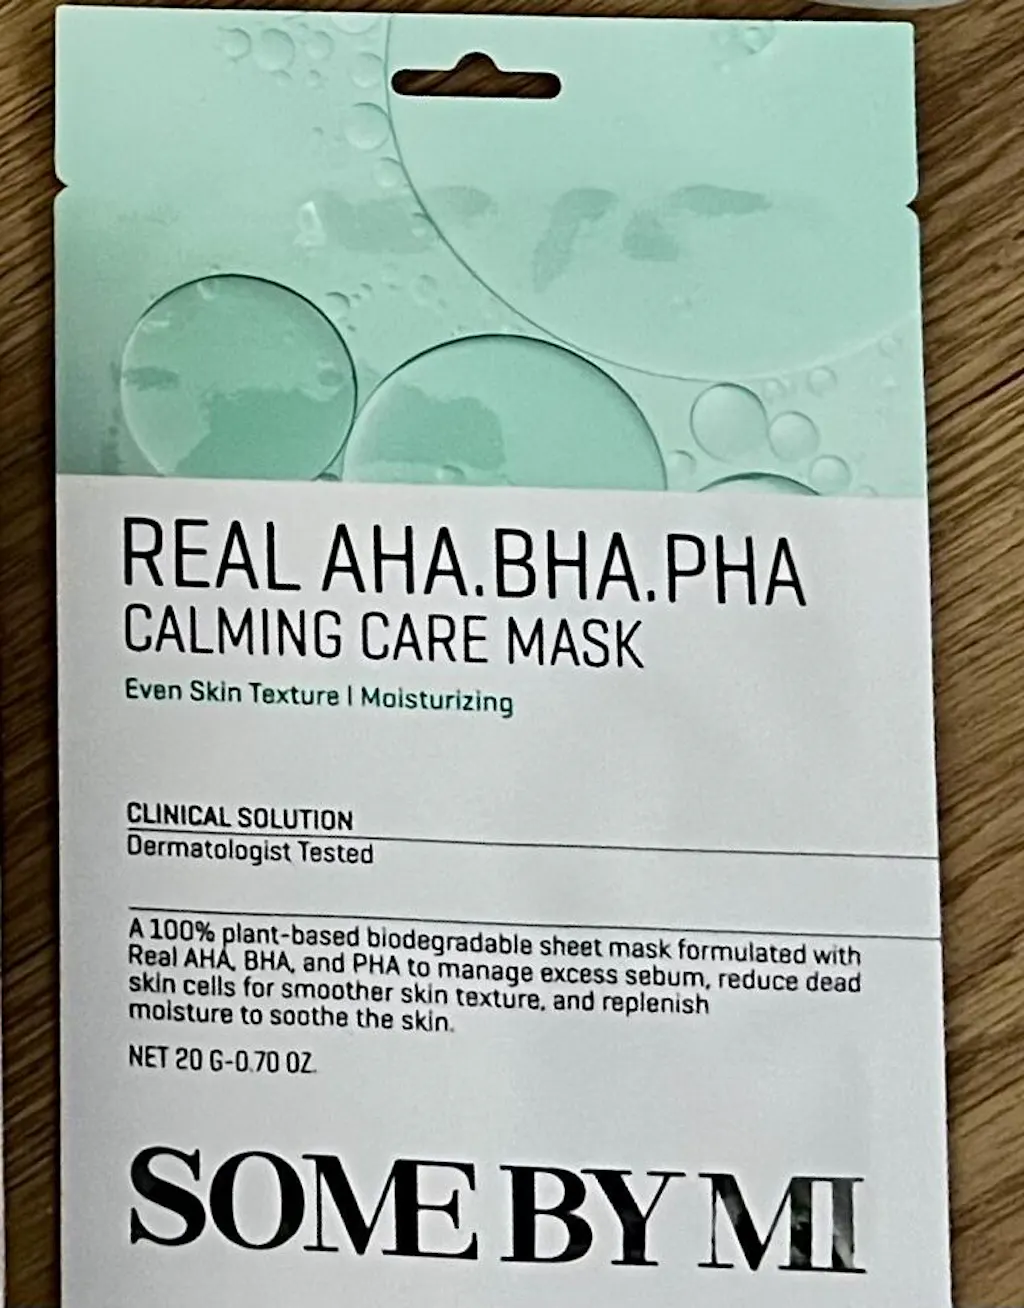 REAL AHA.BHA.PHA
CALMING CARE MASK
Even Skin Texture | Moisturizing
CLINICAL SOLUTION
Dermatologist Tested
A 100% plant-based biodegradable sheet mask formulated with
Real AHA, BHA, and PHA to manage excess sebum, reduce dead
skin cells for smoother skin texture, and replenish
moisture to soothe the skin.
NET 20 G-0.70 OZ.
SOME BY MI